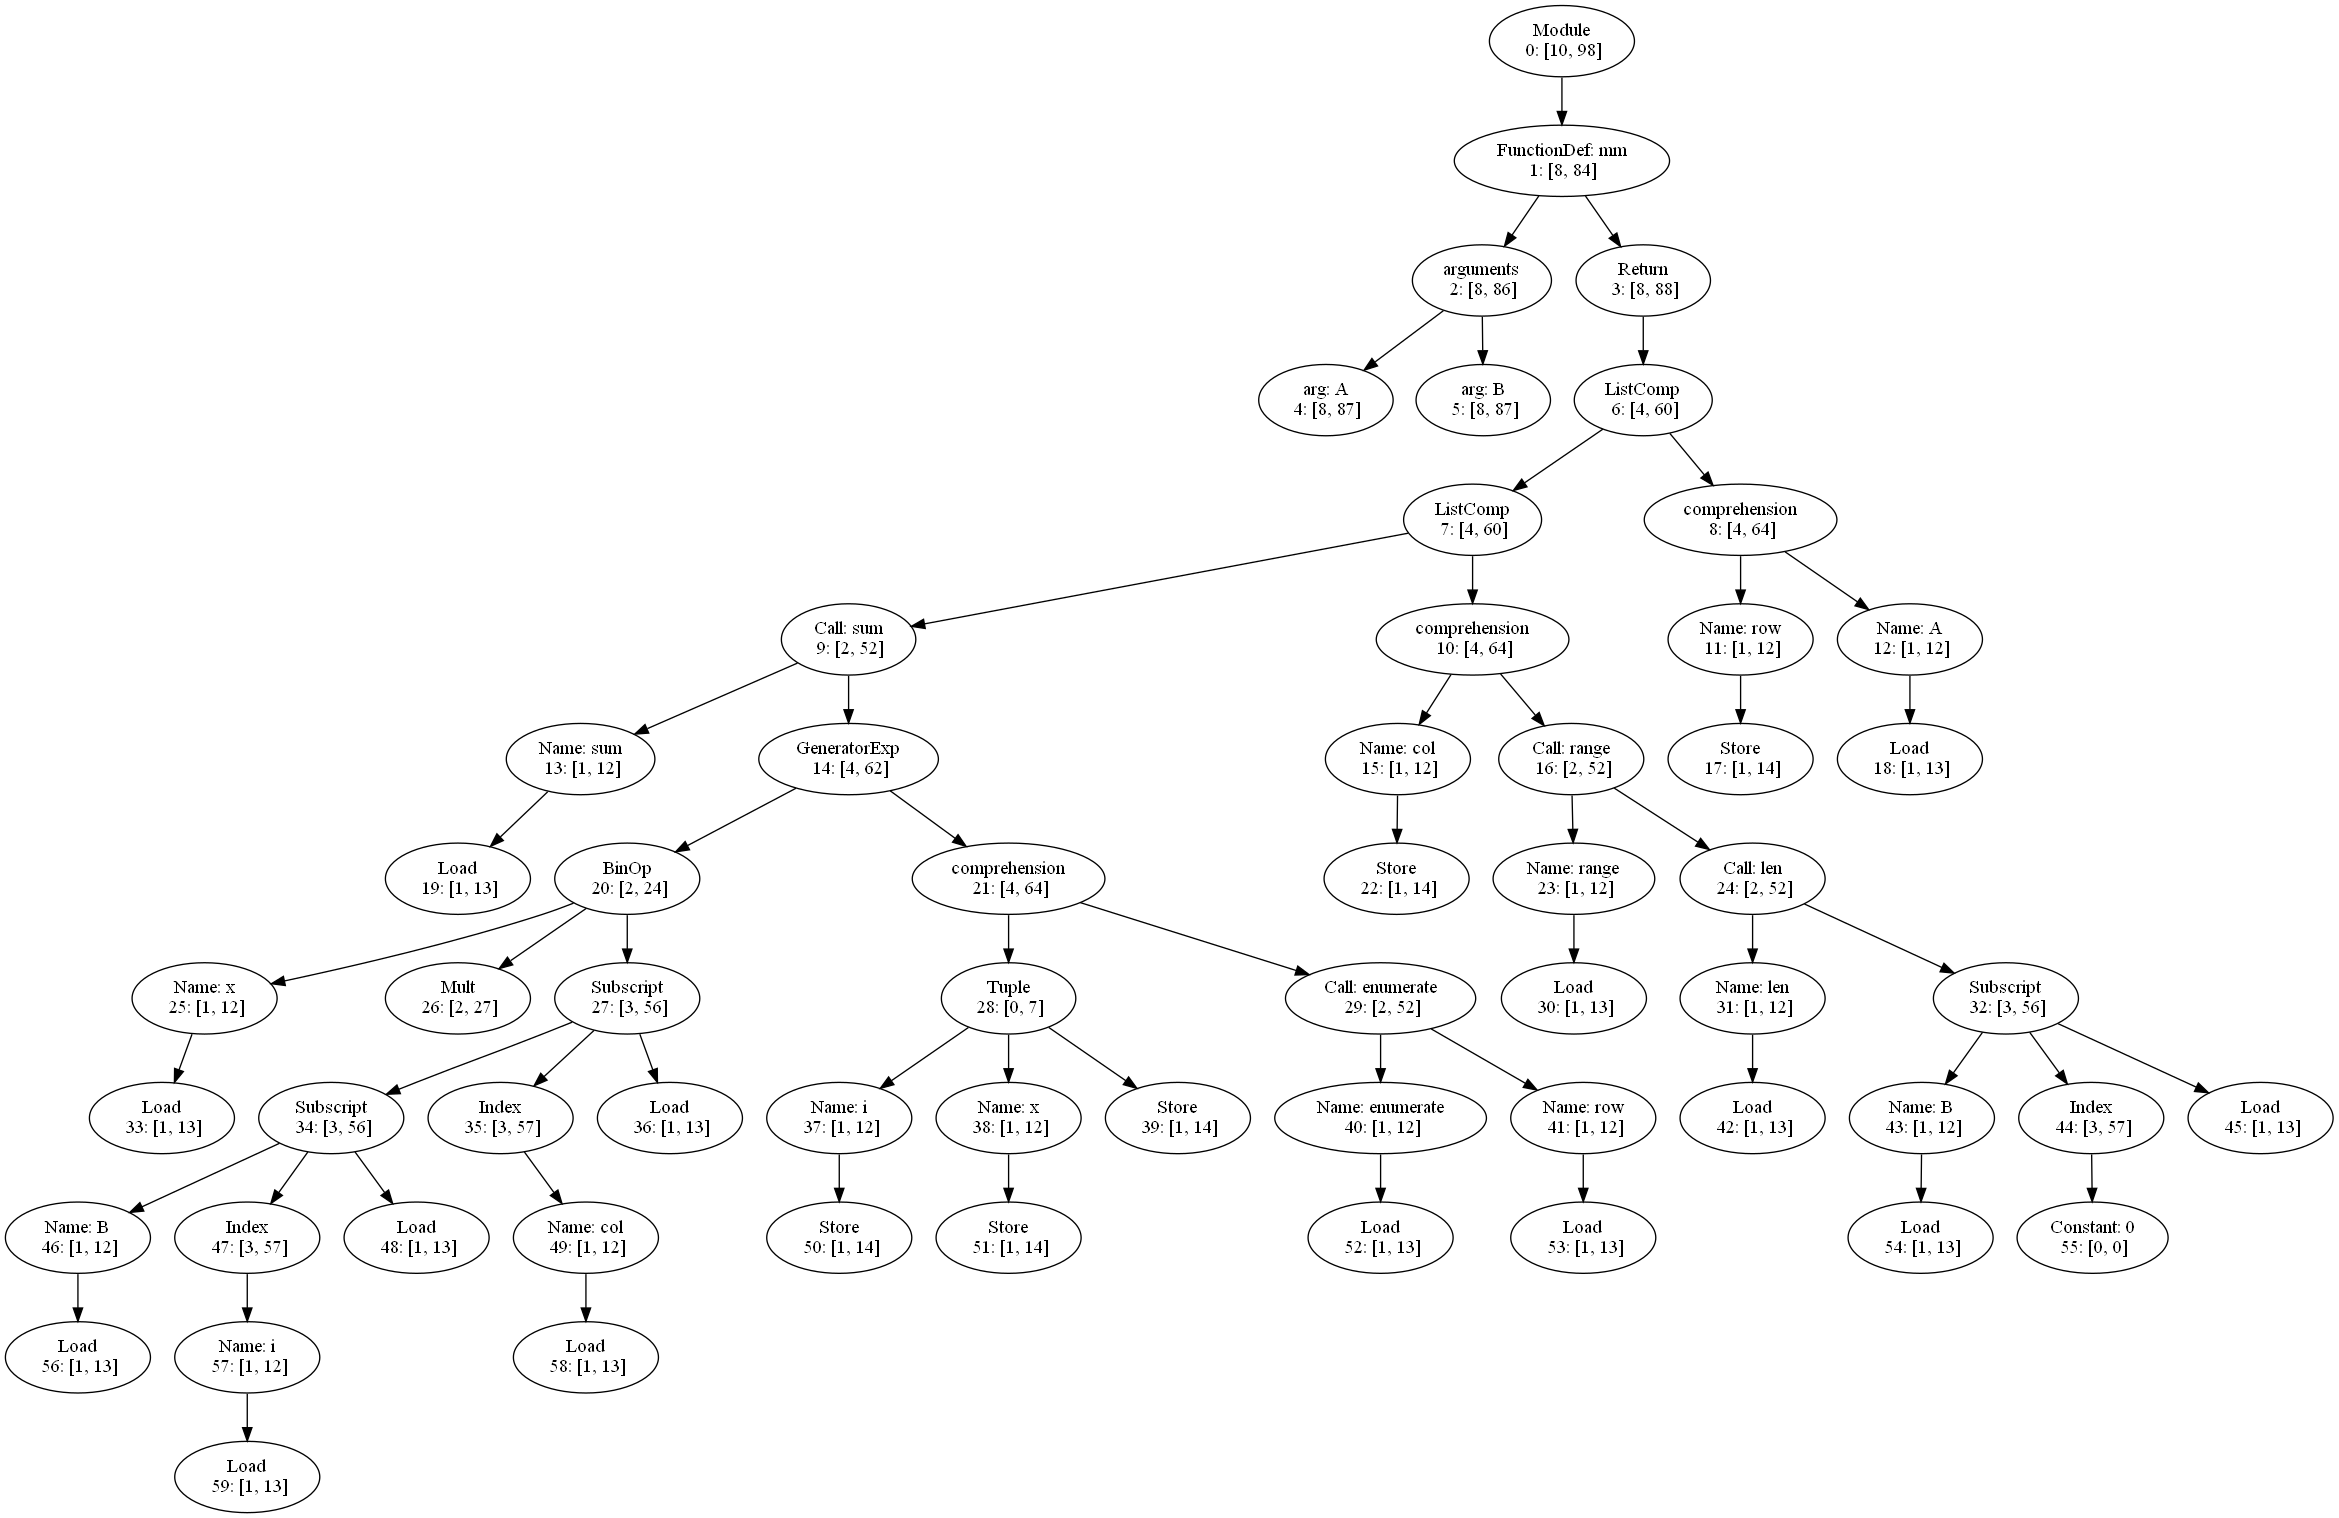 Module
0: [10, 98]
FunctionDef: mm
1: [8, 84]
arguments
2: [8, 86]
Return
3: [8, 88]
arg: A
4: [8, 87]
arg: B
5: [8, 87]
ListComp
6: [4, 60]
ListComp
7: [4, 60]
comprehension
8: [4, 64]
Call: sum
9: [2, 52]
comprehension
10: [4, 64]
Name: row
11: [1, 12]
Name: A
12: [1, 12]
Name: sum
13: [1, 12]
GeneratorExp
14: [4, 62]
Name: col
15: [1, 12]
Call: range
16: [2, 52]
Store
17: [1, 14]
Load
18: [1, 13]
Load
19: [1, 13]
BinOp
20: [2, 24]
comprehension
21: [4, 64]
Store
22: [1, 14]
Name: range
23: [1, 12]
Call: len
24: [2, 52]
Name: x
25: [1, 12]
Mult
26: [2, 27]
Subscript
27: [3, 56]
Tuple
28: [0, 7]
Call: enumerate
29: [2, 52]
Load
30: [1, 13]
Name: len
31: [1, 12]
Subscript
32: [3, 56]
Load
33: [1, 13]
Subscript
34: [3, 56]
Index
35: [3, 57]
Load
36: [1, 13]
Name: i
37: [1, 12]
Name: x
38: [1, 12]
Store
39: [1, 14]
Name: enumerate
40: [1, 12]
Name: row
41: [1, 12]
Load
42: [1, 13]
Name: B
43: [1, 12]
Index
44: [3, 57]
Load
45: [1, 13]
Name: B
46: [1, 12]
Index
47: [3, 57]
Load
48: [1, 13]
Name: col
49: [1, 12]
Store
50: [1, 14]
Store
51: [1, 14]
Load
52: [1, 13]
Load
53: [1, 13]
Load
54: [1, 13]
Constant: 0
55: [0, 0]
Load
56: [1, 13]
Name: i
57: [1, 12]
Load
58: [1, 13]
Load
59: [1, 13]